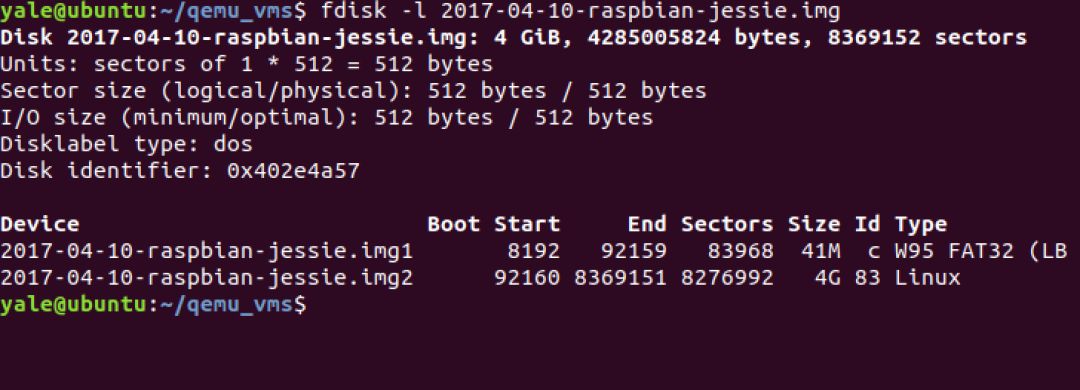 yale@ubuntu:~/qemu_vms$ fdisk -l 2017-04-10-raspbian-jessie.img
Disk 2017-04-10-raspbian-jessie.img: 4 GiB, 4285005824 bytes, 8369152 sectors
Units: sectors of 1 * 512 = 512 bytes
Sector size (logical/physical): 512 bytes / 512 bytes
I/O size (minimum/optimal): 512 bytes / 512 bytes
Disklabel type: dos
Disk identifier: 0x402e4a57
Device Boot Start End Sectors Size Id Type
2017-04-10-raspbian-jessie.img1 8192 92159 83968 41M c W95 FAT32 (LB
2017-04-10-raspbian-jessie.img2 92160 8369151 8276992 4G 83 Linux
yale@ubuntu:~/qemu_vms$